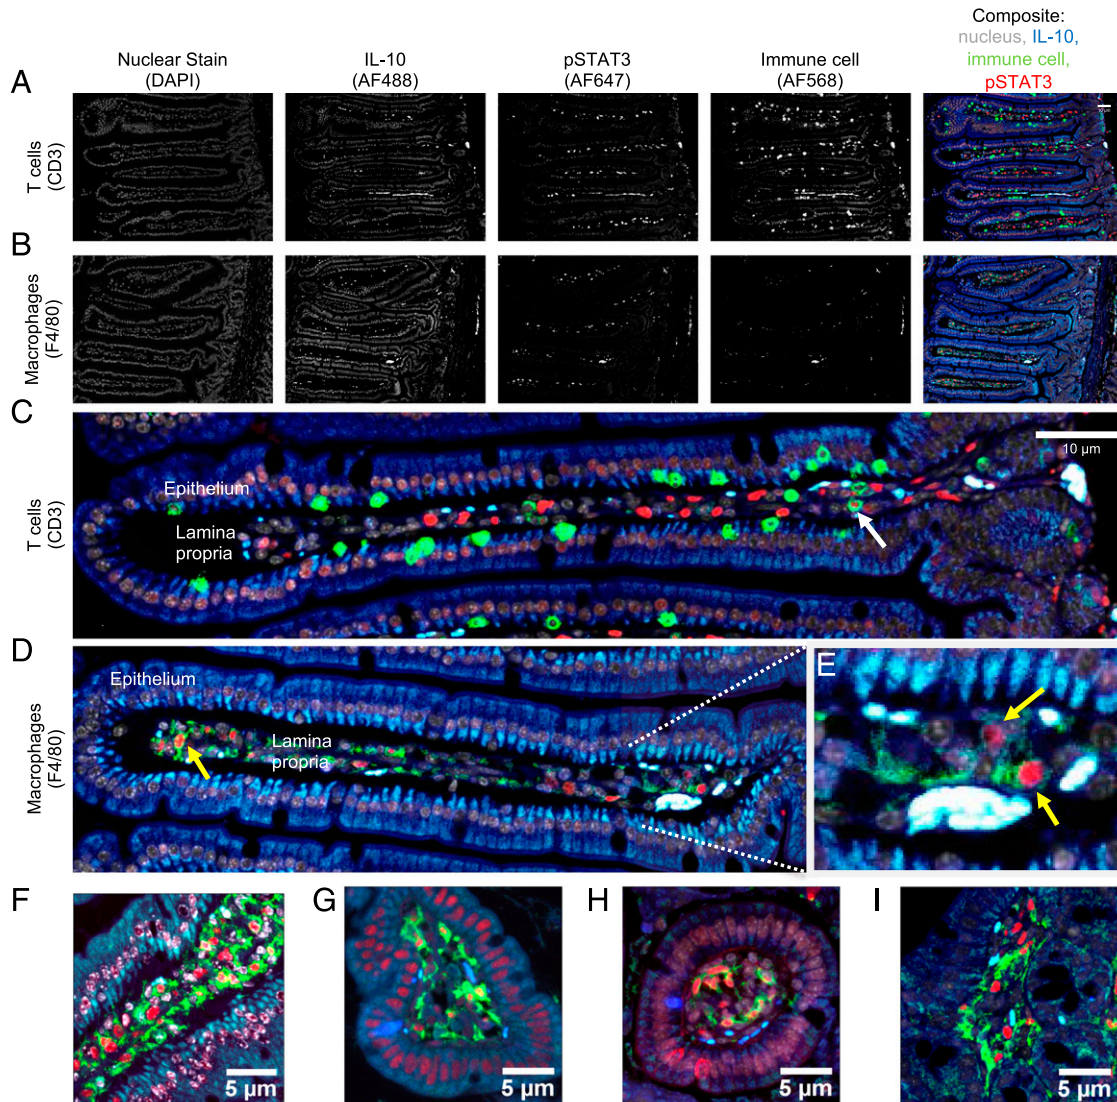 Composite:
Nuclear Stain IL-10 pSTAT3 Immune cell nucleus, IL-10,
(DAPI) (AF488) (AF647) (AF568) immune cell,
pSTAT3
A
T cells
(CD3)
B
Macrophages
(F4/80)
C
10 µm
T cells
(CD3)
Epithelium
Lamina
propria
D
E
Macrophages
(F4/80)
Epithelium
Lamina
propria
F
G
H
I
5 µm
5 µm
5 µm
5 µm